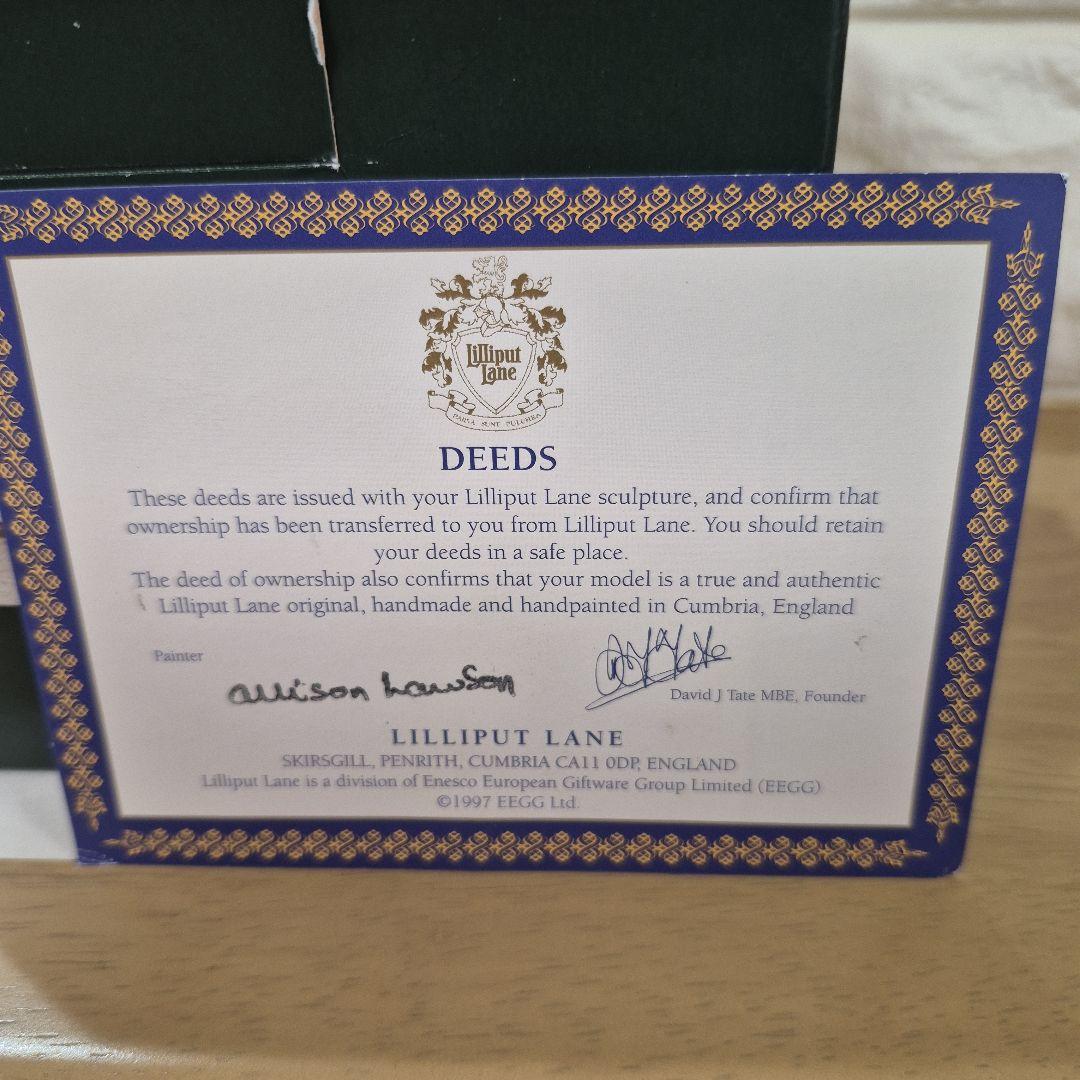 Lilliput
Lane
PARVA SUNT PULCHRA
DEEDS
These deeds are issued with your Lilliput Lane sculpture, and confirm that
ownership has been transferred to you from Lilliput Lane. You should retain
your deeds in a safe place.
The deed of ownership also confirms that your model is a true and authentic
Lilliput Lane original, handmade and handpainted in Cumbria, England
Painter
allison Lawson
David J Tate MBE, Founder
LILLIPUT LANE
SKIRSGILL, PENRITH, CUMBRIA CA11 0DP, ENGLAND
Lilliput Lane is a division of Enesco European Giftware Group Limited (EEGG)
©1997 EEGG Ltd.